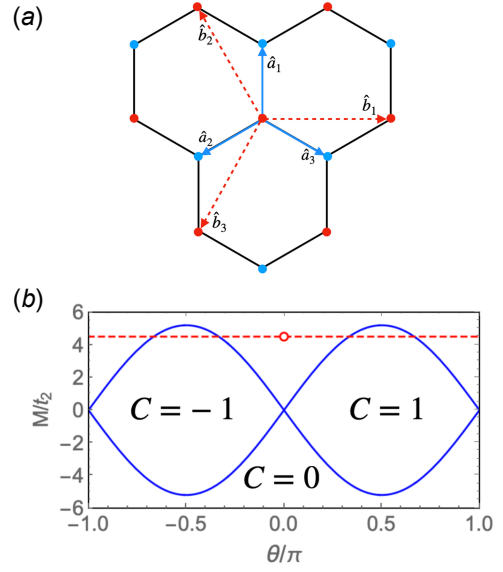 (a)
b̂₂
â₁
b̂₁
â₂
â₃
b̂₃
(b)
M/t₂
6
4
2
0
−2
−4
−6
C = − 1
C = 1
C = 0
−1.0
−0.5
0.0
0.5
1.0
θ/π